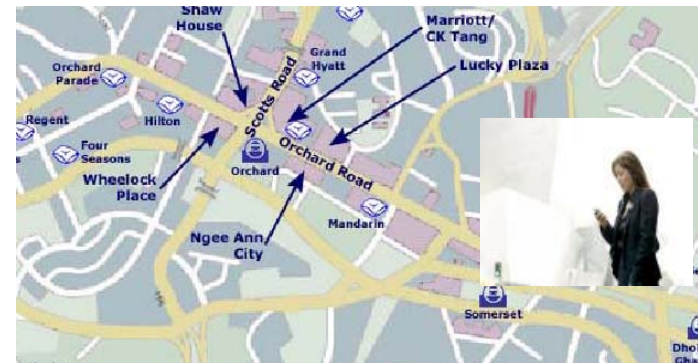 Shaw
House
Marriott/
CK Tang
Grand
Hyatt
Orchard
Parade
Lucky Plaza
Scotts Road
Regent
Hilton
Four
Seasons
Orchard
Orchard Road
Wheelock
Place
Mandarin
Ngee Ann
City
Somerset